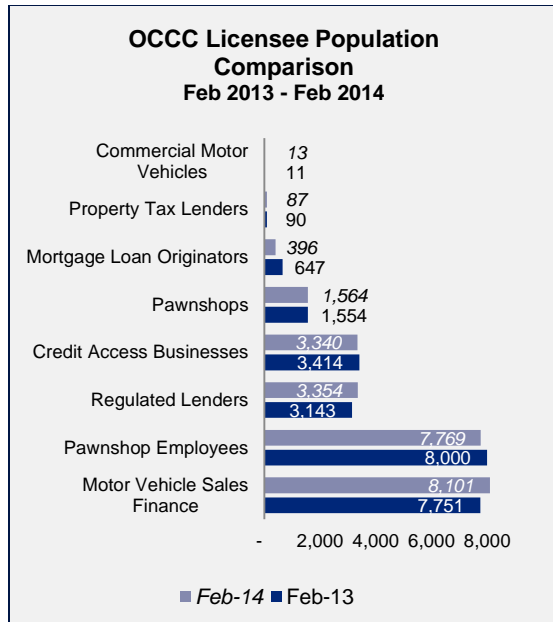 OCCC Licensee Population
Comparison
Feb 2013 - Feb 2014
Commercial Motor
Vehicles
13
11
Property Tax Lenders
87
90
Mortgage Loan Originators
396
647
Pawnshops
1,564
1,554
Credit Access Businesses
3,340
3,414
Regulated Lenders
3,354
3,143
Pawnshop Employees
7,769
8,000
Motor Vehicle Sales
Finance
8,101
7,751
- 2,000 4,000 6,000 8,000
Feb-14 Feb-13